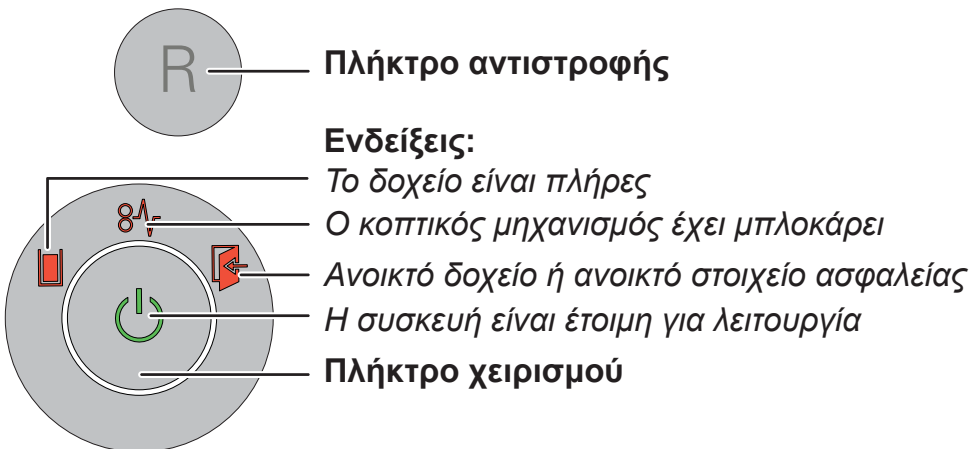 R
Πλήκτρο αντιστροφής
Ενδείξεις:
Το δοχείο είναι πλήρες
Ο κοπτικός μηχανισμός έχει μπλοκάρει
Ανοικτό δοχείο ή ανοικτό στοιχείο ασφαλείας
Η συσκευή είναι έτοιμη για λειτουργία
Πλήκτρο χειρισμού